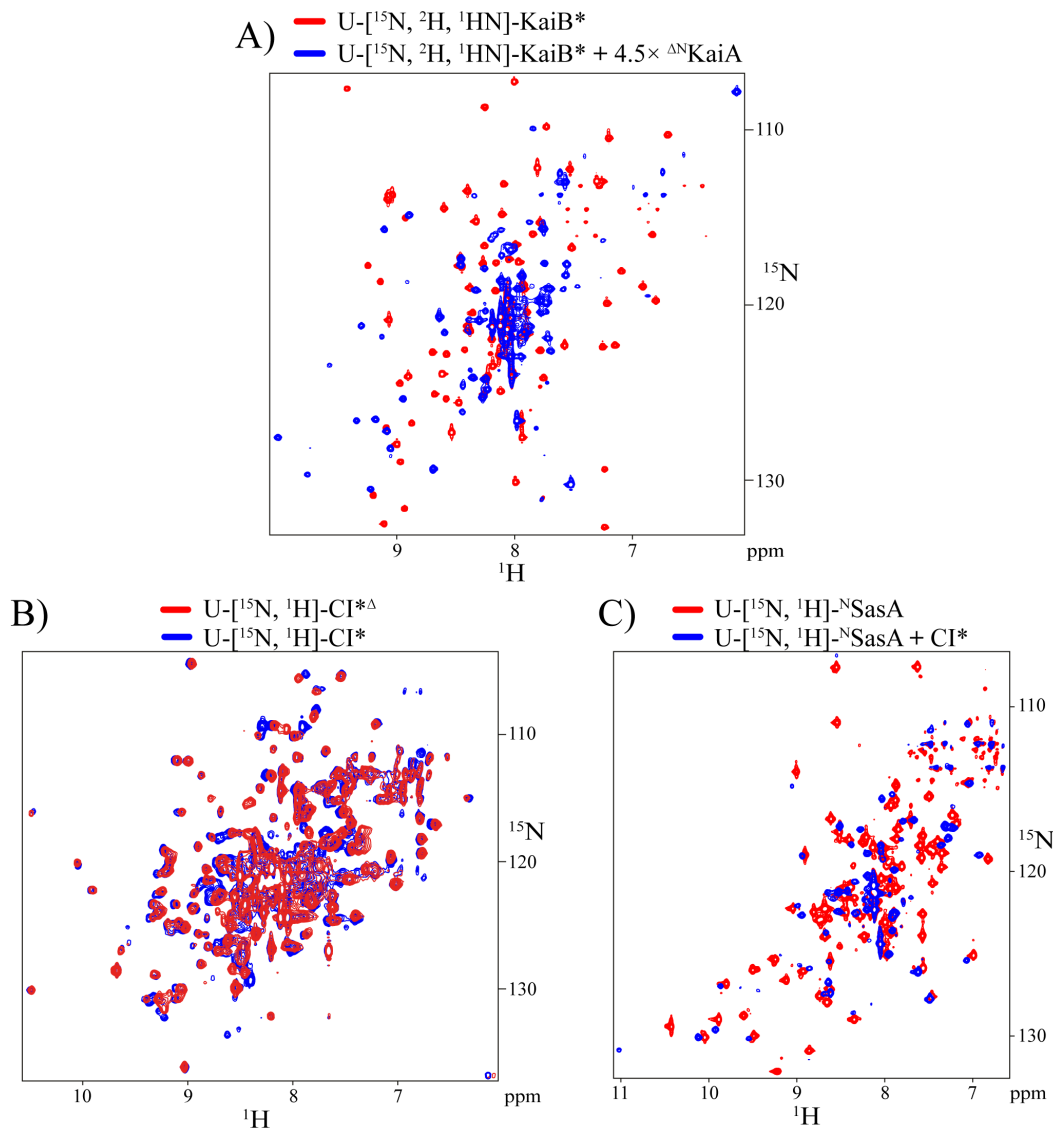 A)
U-[¹⁵N, ²H, ¹HN]-KaiB*
U-[¹⁵N, ²H, ¹HN]-KaiB* + 4.5× ᐞᴺKaiA
110
¹⁵N
120
130
9 8 7 ppm
¹H
B)
U-[¹⁵N, ¹H]-CI*ᐞ
U-[¹⁵N, ¹H]-CI*
110
¹⁵N
120
130
10 9 8 7 ppm
¹H
C)
U-[¹⁵N, ¹H]-ᴺSasA
U-[¹⁵N, ¹H]-ᴺSasA + CI*
110
¹⁵N
120
130
11 10 9 8 7 ppm
¹H